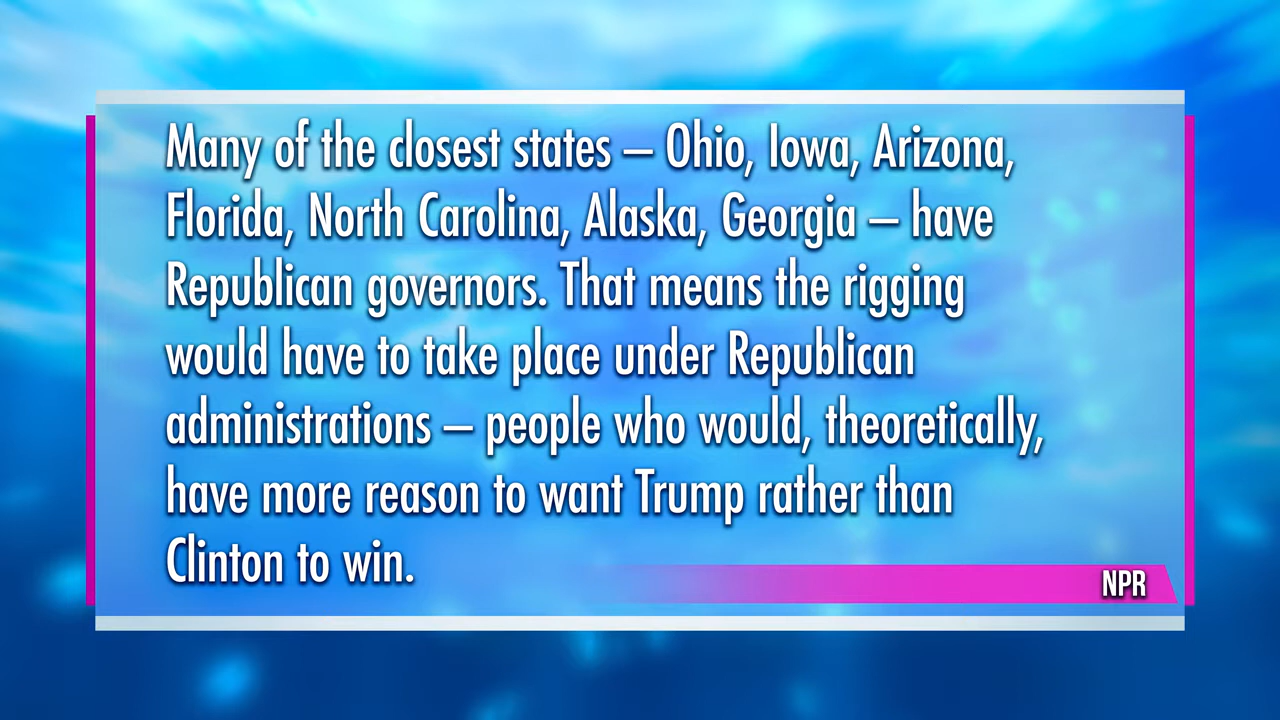 Many of the closest states – Ohio, Iowa, Arizona,
Florida, North Carolina, Alaska, Georgia – have
Republican governors. That means the rigging
would have to take place under Republican
administrations – people who would, theoretically,
have more reason to want Trump rather than
Clinton to win.
NPR